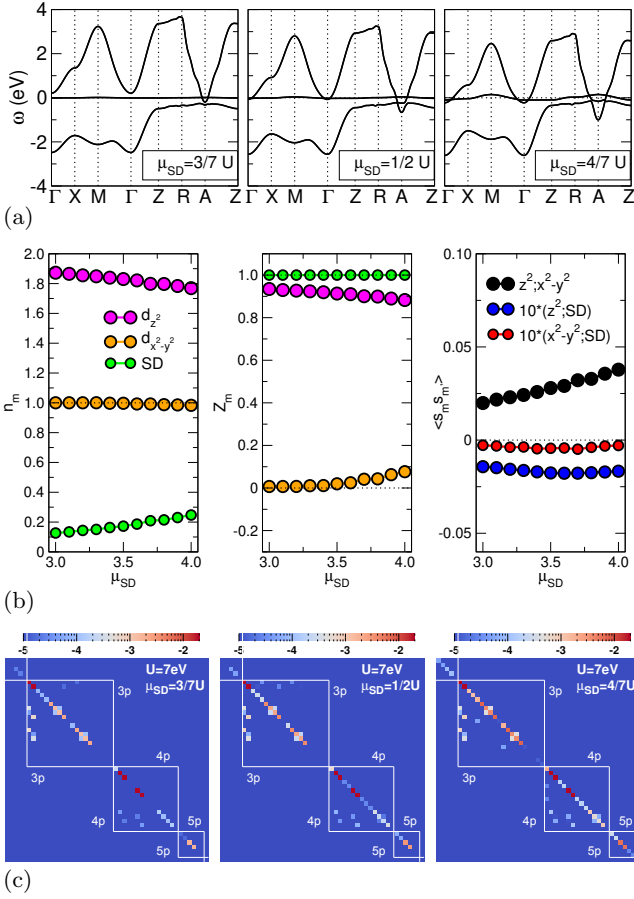 4
2
0
-2
-4
ω (eV)
μSD=3/7 U
μSD=1/2 U
μSD=4/7 U
Γ X M Γ Z R A Z
Γ X M Γ Z R A Z
Γ X M Γ Z R A Z
(a)
2.0
1.8
1.6
1.4
1.2
1.0
0.8
0.6
0.4
0.2
0
nm
dz2
dx2-y2
SD
3.0 3.5 4.0
μSD
1.0
0.8
0.6
0.4
0.2
0
-0.2
Zm
3.0 3.5 4.0
μSD
0.10
0.05
0
-0.05
<smsm'>
z2;x2-y2
10*(z2;SD)
10*(x2-y2;SD)
3.0 3.5 4.0
μSD
(b)
-5 -4 -3 -2
-5 -4 -3 -2
-5 -4 -3 -2
U=7eV
μSD=3/7U
3p
3p
4p
4p
5p
5p
U=7eV
μSD=1/2U
3p
3p
4p
4p
5p
5p
U=7eV
μSD=4/7U
3p
3p
4p
4p
5p
5p
(c)